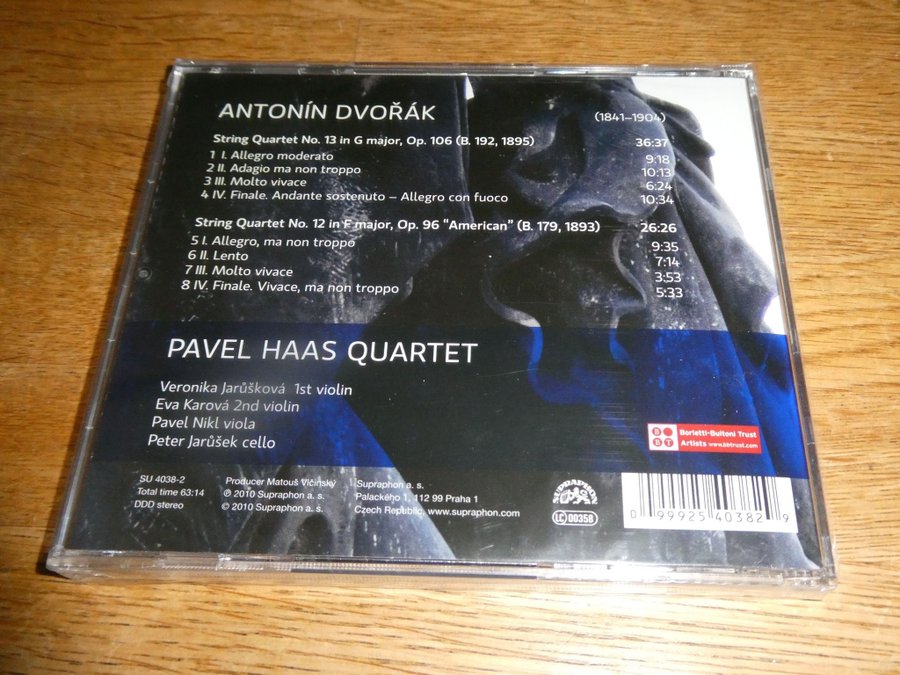 ANTONÍN DVOŘÁK (1841–1904)
String Quartet No. 13 in G major, Op. 106 (B. 192, 1895) 36:37
1 I. Allegro moderato 9:18
2 II. Adagio ma non troppo 10:13
3 III. Molto vivace 6:24
4 IV. Finale. Andante sostenuto – Allegro con fuoco 10:34
String Quartet No. 12 in F major, Op. 96 "American" (B. 179, 1893) 26:26
5 I. Allegro, ma non troppo 9:35
6 II. Lento 7:14
7 III. Molto vivace 3:53
8 IV. Finale. Vivace, ma non troppo 5:33
PAVEL HAAS QUARTET
Veronika Jarůšková 1st violin
Eva Karová 2nd violin
Pavel Nikl viola
Peter Jarůšek cello
B B T
Borletti-Buitoni Trust
Artists www.bbtrust.com
SU 4038-2
Total time 63:14
DDD stereo
Producer Matouš Vlčinský
℗ 2010 Supraphon a. s.
© 2010 Supraphon a. s.
Supraphon a. s.
Palackého 1, 112 99 Praha 1
Czech Republic, www.supraphon.com
SUPRAPHON
LC 00358
0 99925 40382 9